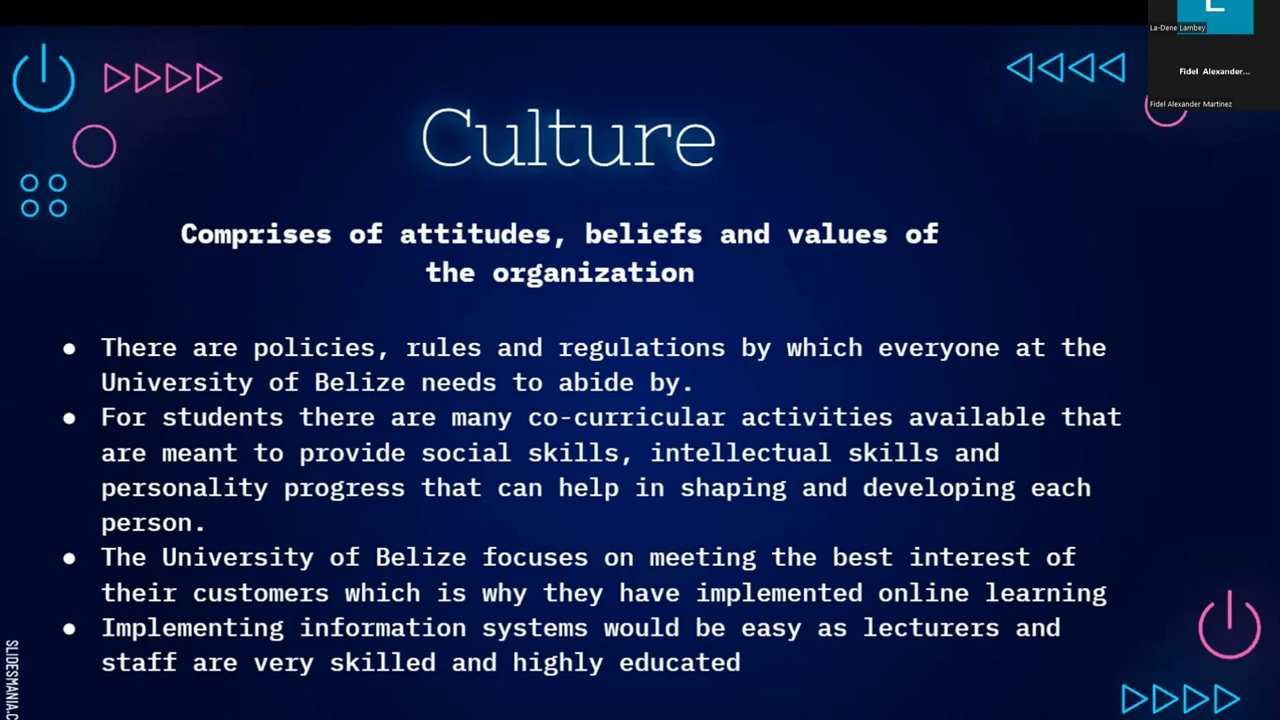 L
La-Dene Lambey
Fidel Alexander...
Fidel Alexander Martinez
Culture
Comprises of attitudes, beliefs and values of
the organization
● There are policies, rules and regulations by which everyone at the
University of Belize needs to abide by.
● For students there are many co-curricular activities available that
are meant to provide social skills, intellectual skills and
personality progress that can help in shaping and developing each
person.
● The University of Belize focuses on meeting the best interest of
their customers which is why they have implemented online learning
● Implementing information systems would be easy as lecturers and
staff are very skilled and highly educated
SLIDESMANIA.C